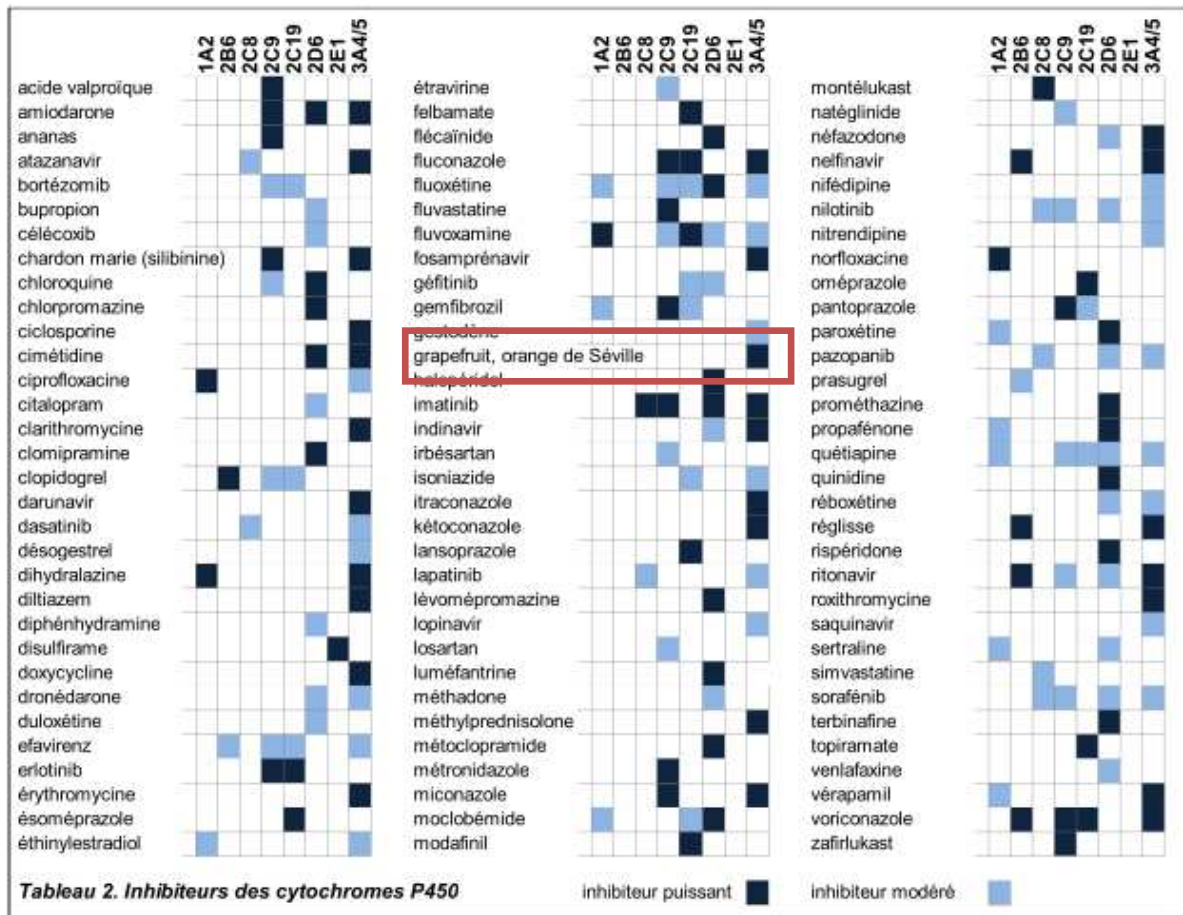 1A2 2B6 2C8 2C9 2C19 2D6 2E1 3A4/5
acide valproïque
amiodarone
ananas
atazanavir
bortézomib
bupropion
célécoxib
chardon marie (silibinine)
chloroquine
chlorpromazine
ciclosporine
cimétidine
ciprofloxacine
citalopram
clarithromycine
clomipramine
clopidogrel
darunavir
dasatinib
désogestrel
dihydralazine
diltiazem
diphénhydramine
disulfirame
doxycycline
dronédarone
duloxétine
efavirenz
erlotinib
érythromycine
ésoméprazole
éthinylestradiol
1A2 2B6 2C8 2C9 2C19 2D6 2E1 3A4/5
étravirine
felbamate
flécaïnide
fluconazole
fluoxétine
fluvastatine
fluvoxamine
fosamprénavir
géfitinib
gemfibrozil
gestodène
grapefruit, orange de Séville
halopéridol
imatinib
indinavir
irbésartan
isoniazide
itraconazole
kétoconazole
lansoprazole
lapatinib
lévomépromazine
lopinavir
losartan
luméfantrine
méthadone
méthylprednisolone
métoclopramide
métronidazole
miconazole
moclobémide
modafinil
1A2 2B6 2C8 2C9 2C19 2D6 2E1 3A4/5
montélukast
natéglinide
néfazodone
nelfinavir
nifédipine
nilotinib
nitrendipine
norfloxacine
oméprazole
pantoprazole
paroxétine
pazopanib
prasugrel
prométhazine
propafénone
quétiapine
quinidine
réboxétine
réglisse
rispéridone
ritonavir
roxithromycine
saquinavir
sertraline
simvastatine
sorafénib
terbinafine
topiramate
venlafaxine
vérapamil
voriconazole
zafirlukast
Tableau 2. Inhibiteurs des cytochromes P450 inhibiteur puissant inhibiteur modéré